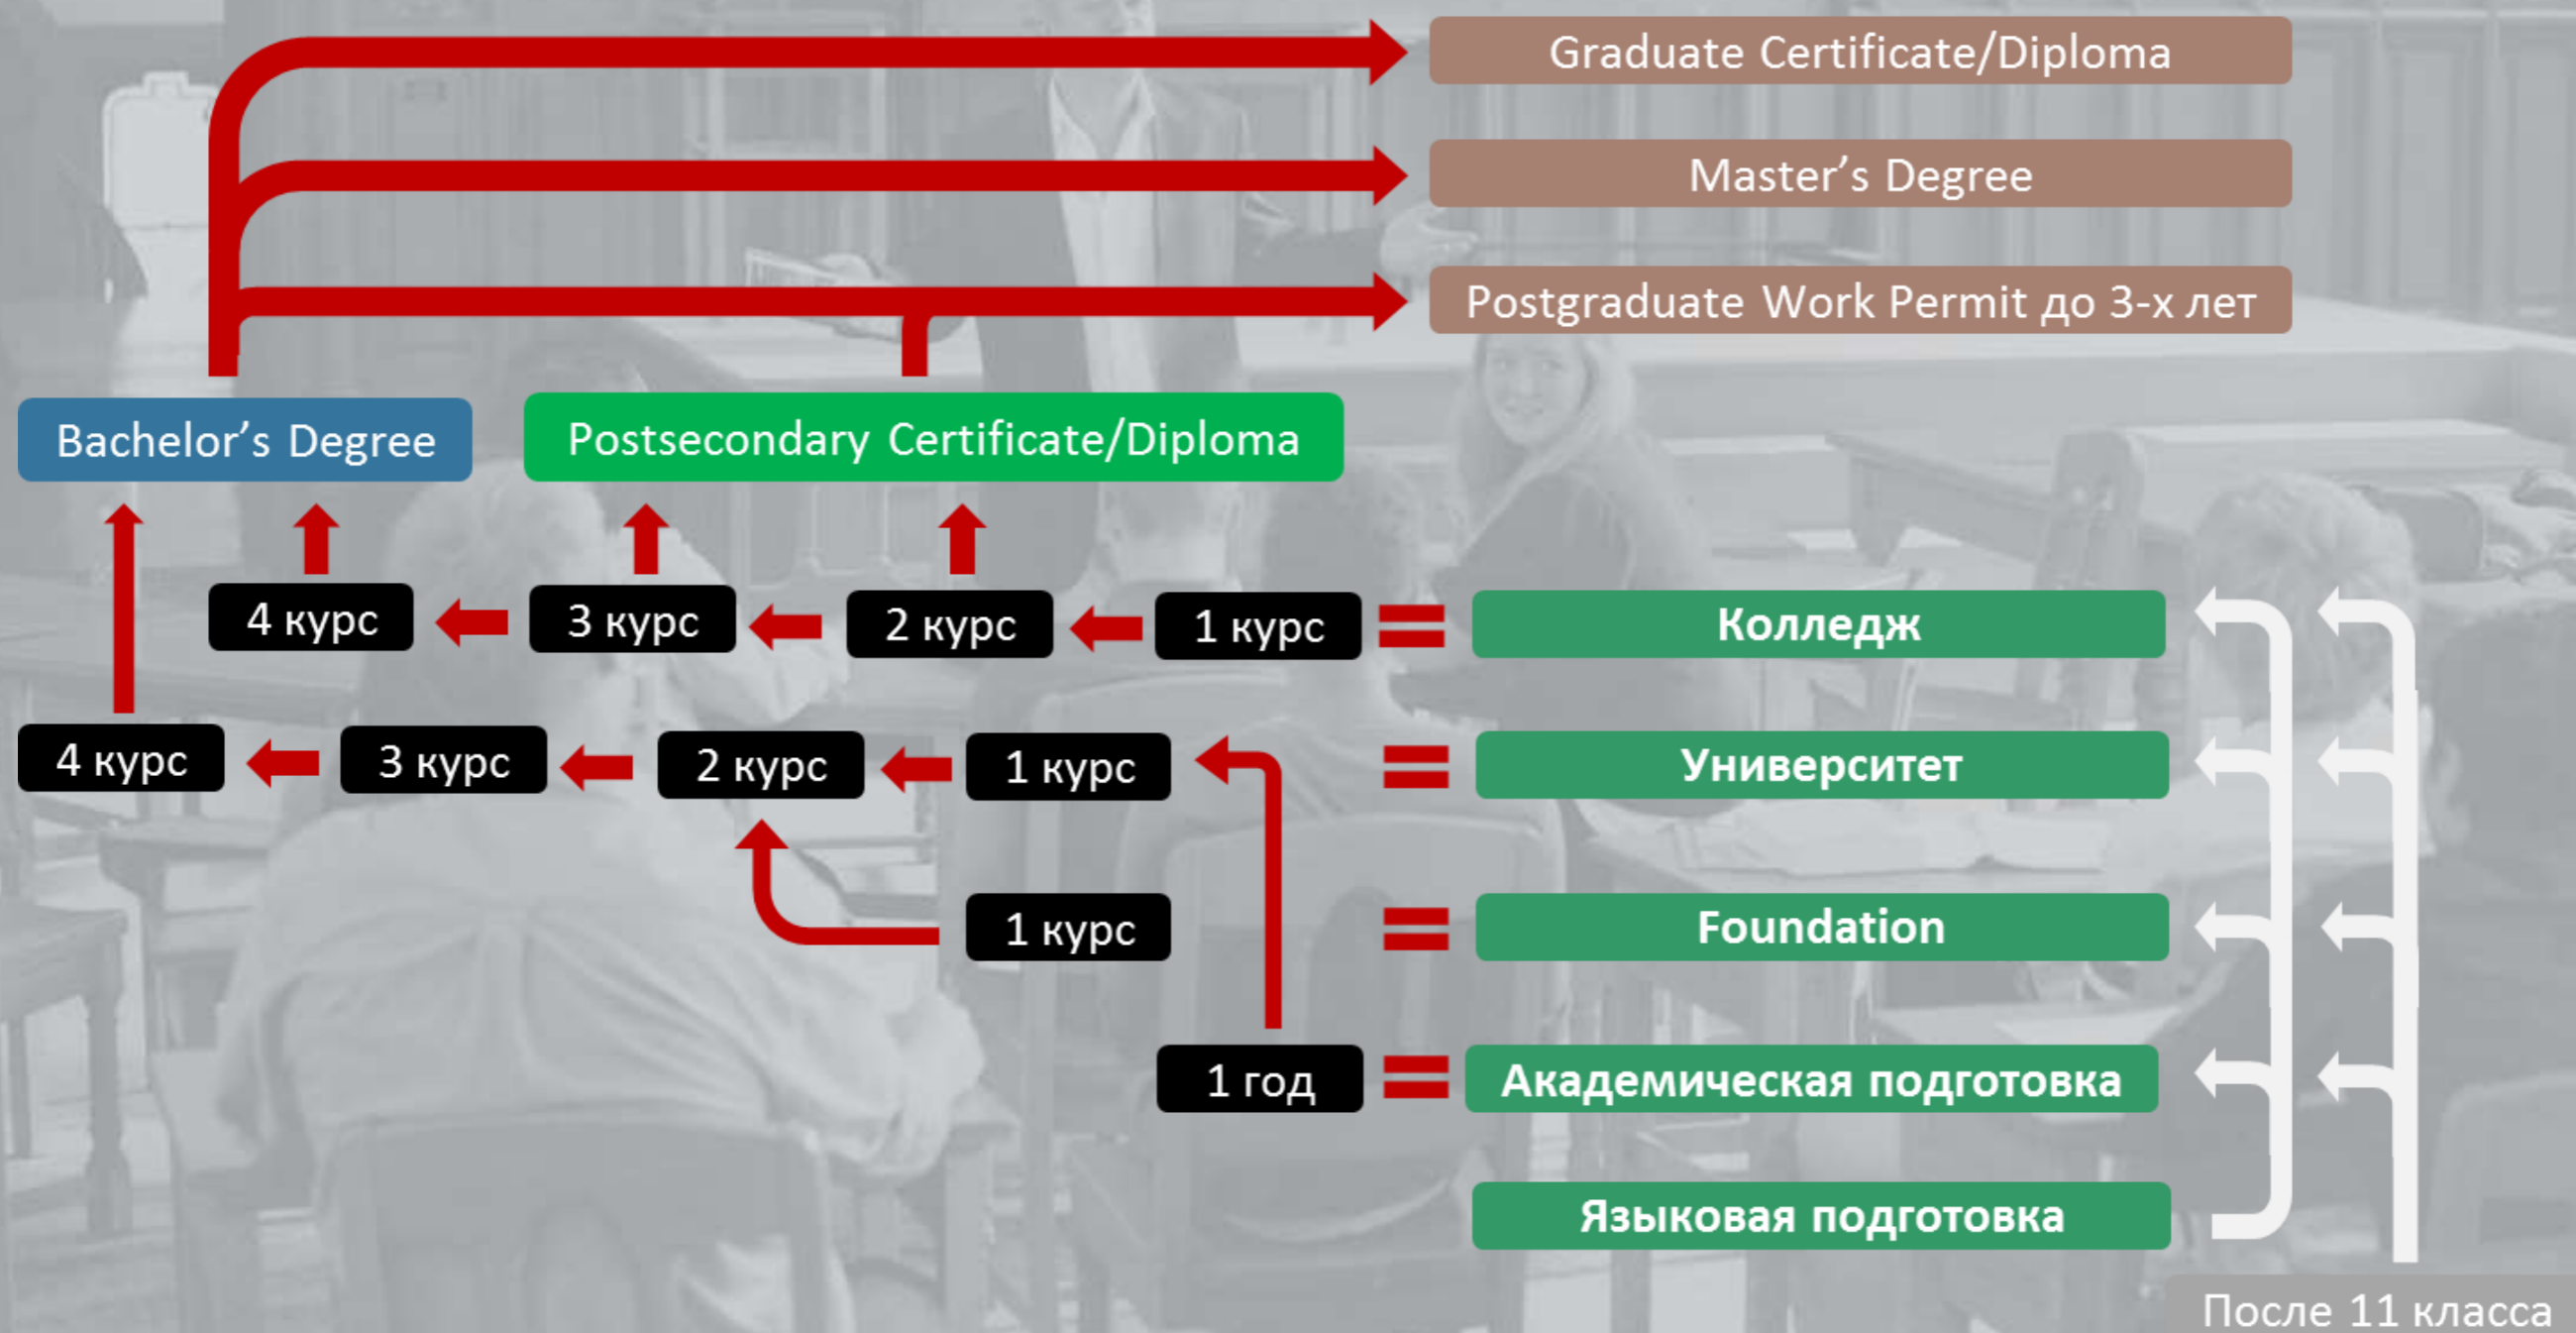 Graduate Certificate/Diploma
Master’s Degree
Postgraduate Work Permit до 3-х лет
Bachelor’s Degree
Postsecondary Certificate/Diploma
4 курс
3 курс
2 курс
1 курс
=
Колледж
4 курс
3 курс
2 курс
1 курс
=
Университет
1 курс
=
Foundation
1 год
=
Академическая подготовка
Языковая подготовка
После 11 класса